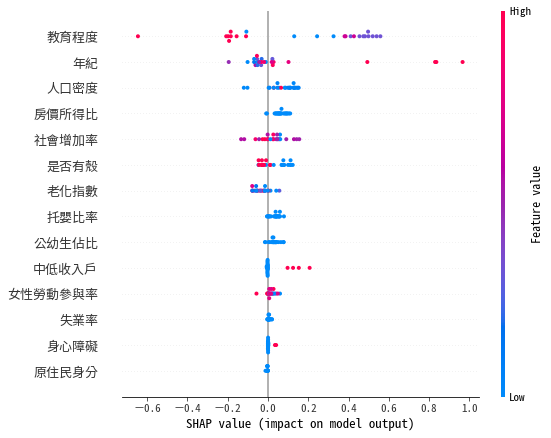 High
教育程度
年紀
人口密度
房價所得比
社會增加率
是否有殼
老化指數
托嬰比率
公幼生佔比
中低收入戶
女性勞動參與率
失業率
身心障礙
原住民身分
Feature value
Low
−0.6 −0.4 −0.2 0.0 0.2 0.4 0.6 0.8 1.0
SHAP value (impact on model output)